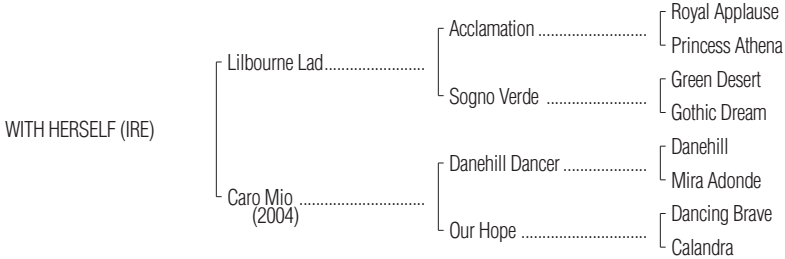 Royal Applause
Acclamation ..........................
Princess Athena
Lilbourne Lad........................
Green Desert
Sogno Verde ........................
Gothic Dream
WITH HERSELF (IRE)
Danehill
Danehill Dancer ....................
Mira Adonde
Caro Mio ..............................
(2004)
Dancing Brave
Our Hope ..............................
Calandra